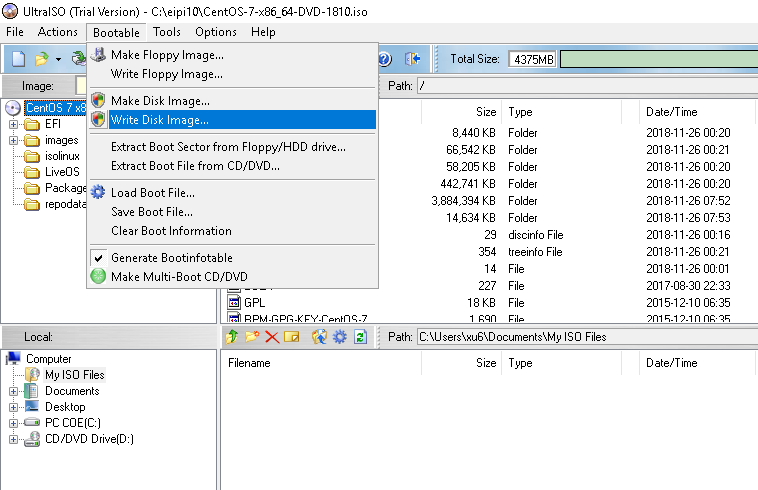 UltraISO (Trial Version) - C:\eipi10\CentOS-7-x86_64-DVD-1810.iso
File Actions Bootable Tools Options Help
Total Size: 4375MB
Image: Path: /
Make Floppy Image...
Write Floppy Image...
Make Disk Image...
Write Disk Image...
Extract Boot Sector from Floppy/HDD drive...
Extract Boot File from CD/DVD...
Load Boot File...
Save Boot File...
Clear Boot Information
Generate Bootinfotable
Make Multi-Boot CD/DVD
CentOS 7 x8
EFI
images
isolinux
LiveOS
Package
repodata
Size Type Date/Time
8,440 KB Folder 2018-11-26 00:20
66,542 KB Folder 2018-11-26 00:21
58,205 KB Folder 2018-11-26 00:20
442,741 KB Folder 2018-11-26 00:20
3,884,394 KB Folder 2018-11-26 07:52
14,634 KB Folder 2018-11-26 07:53
29 discinfo File 2018-11-26 00:16
354 treeinfo File 2018-11-26 00:21
14 File 2018-11-26 00:01
227 File 2017-08-30 22:33
GPL 18 KB File 2015-12-10 06:35
RPM-GPG-KEY-CentOS-7 1,690 File 2015-12-10 06:35
Local: Path: C:\Users\xu6\Documents\My ISO Files
Computer
My ISO Files
Documents
Desktop
PC COE(C:)
CD/DVD Drive(D:)
Filename Size Type Date/Time